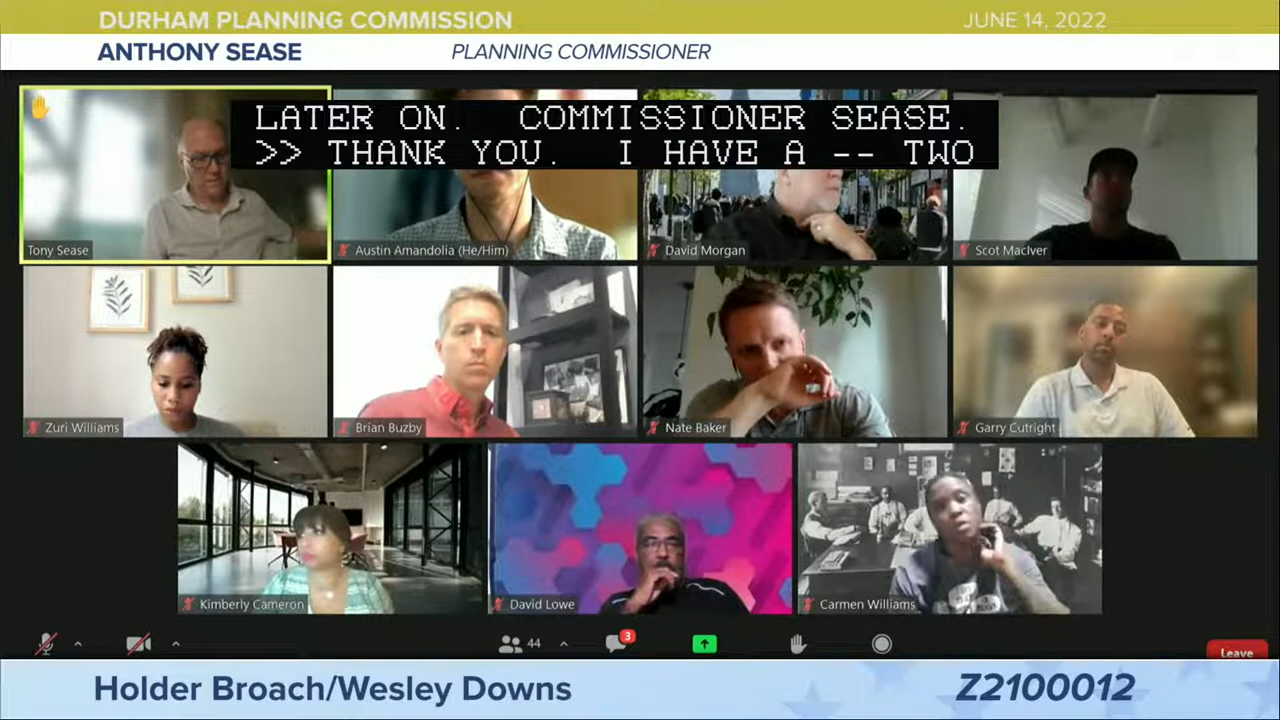 DURHAM PLANNING COMMISSION
JUNE 14, 2022
ANTHONY SEASE
PLANNING COMMISSIONER
LATER ON. COMMISSIONER SEASE.
>> THANK YOU. I HAVE A -- TWO
Tony Sease
Austin Amandolia (He/Him)
David Morgan
Scot MacIver
Zuri Williams
Brian Buzby
Nate Baker
Garry Cutright
Kimberly Cameron
David Lowe
Carmen Williams
44
3
Leave
Holder Broach/Wesley Downs
Z2100012